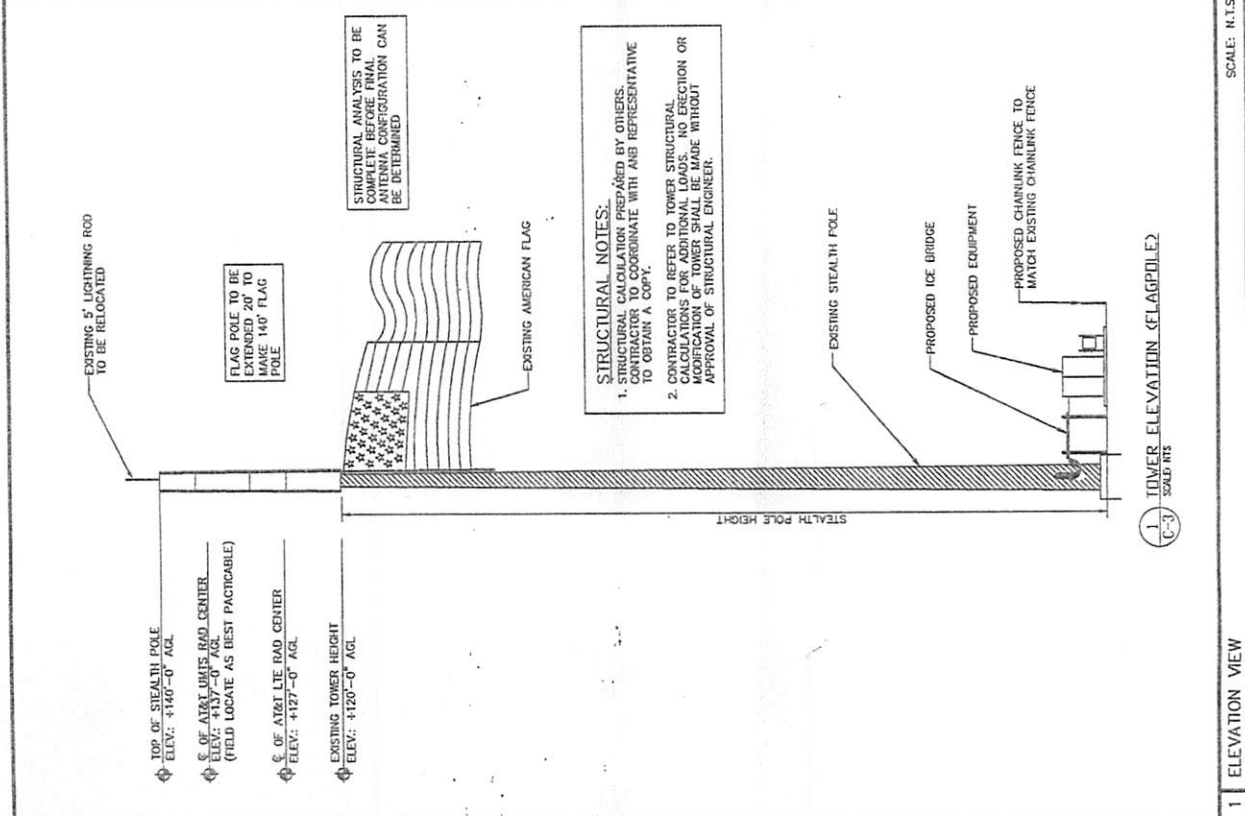 EXISTING 5' LIGHTNING ROD
TO BE RELOCATED
FLAG POLE TO BE
EXTENDED 20' TO
MAKE 140' FLAG
POLE
STRUCTURAL ANALYSIS TO BE
COMPLETE BEFORE FINAL
ANTENNA CONFIGURATION CAN
BE DETERMINED
TOP OF STEALTH POLE
ELEV.: +140'-0" AGL
℄ OF AT&T UMTS RAD CENTER
ELEV.: +137'-0" AGL
(FIELD LOCATE AS BEST PACTICABLE)
℄ OF AT&T LTE RAD CENTER
ELEV.: +127'-0" AGL
EXISTING TOWER HEIGHT
ELEV.: +120'-0" AGL
EXISTING AMERICAN FLAG
STRUCTURAL NOTES:
1. STRUCTURAL CALCULATION PREPARED BY OTHERS.
CONTRACTOR TO COORDINATE WITH ANB REPRESENTATIVE
TO OBTAIN A COPY.
2. CONTRACTOR TO REFER TO TOWER STRUCTURAL
CALCULATIONS FOR ADDITIONAL LOADS. NO ERECTION OR
MODIFICATION OF TOWER SHALL BE MADE WITHOUT
APPROVAL OF STRUCTURAL ENGINEER.
STEALTH POLE HEIGHT
EXISTING STEALTH POLE
PROPOSED ICE BRIDGE
PROPOSED EQUIPMENT
PROPOSED CHAINLINK FENCE TO
MATCH EXISTING CHAINLINK FENCE
1
C-3
TOWER ELEVATION (FLAGPOLE)
SCALE: NTS
1 ELEVATION VIEW
SCALE: N.T.S